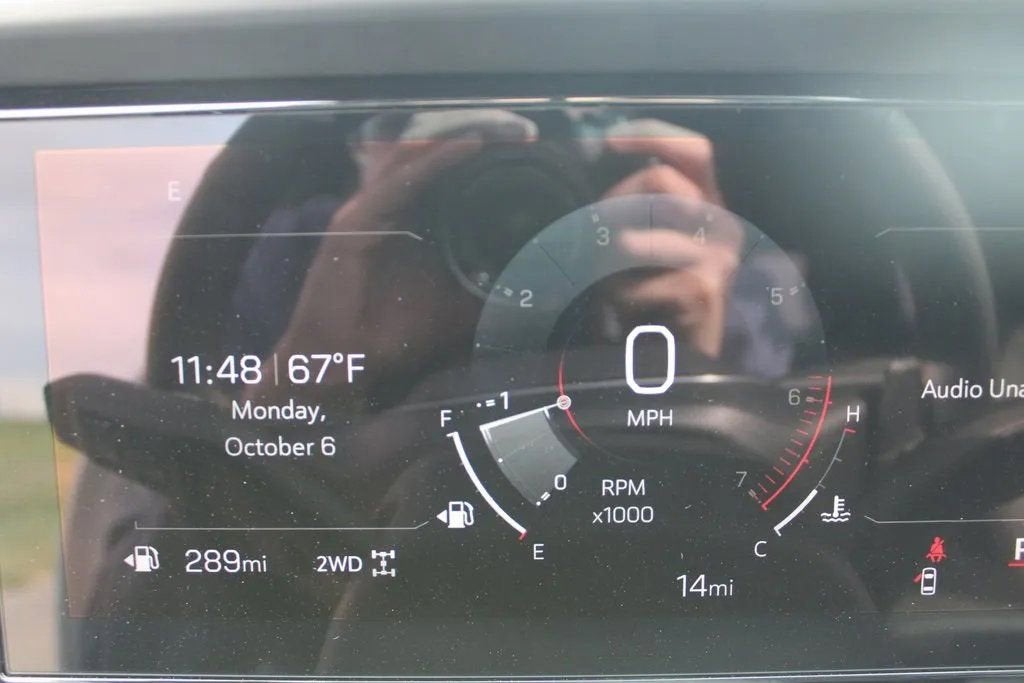 E
11:48 | 67°F
Monday,
October 6
289mi
2WD
0
1
2
3
4
5
6
7
0
MPH
RPM
x1000
F
E
H
C
14mi
Audio